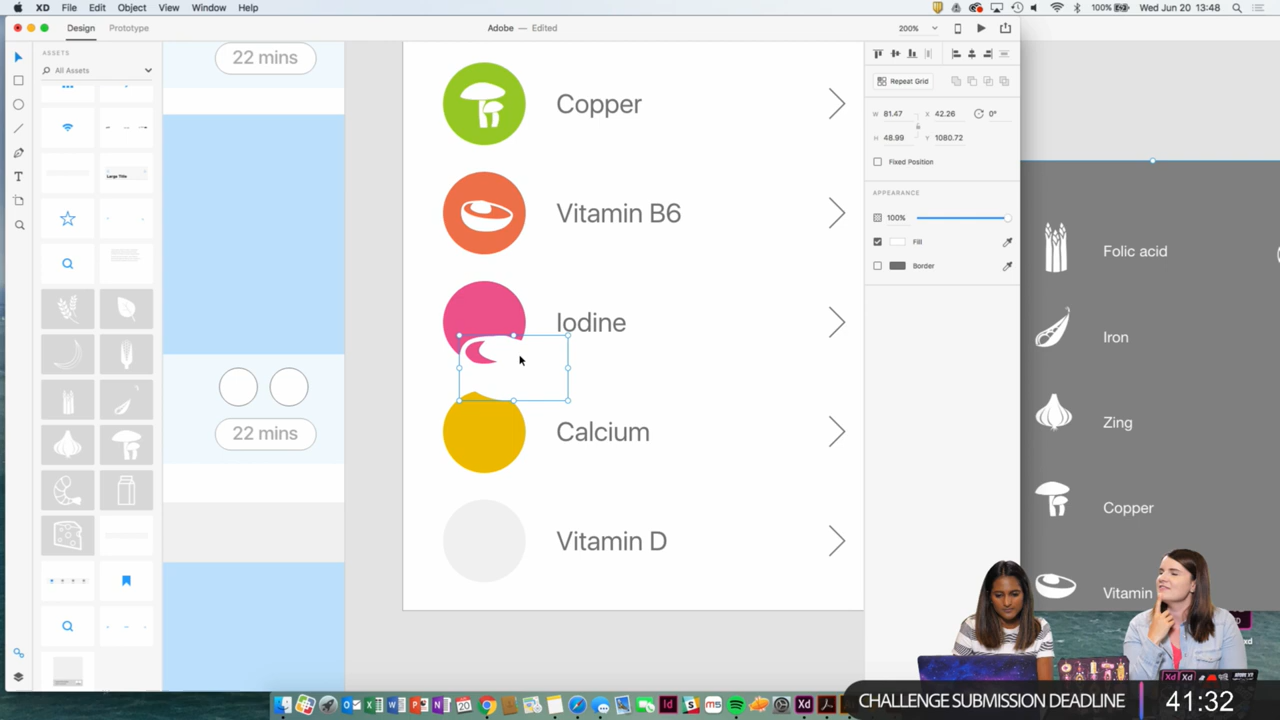 XD File Edit Object View Window Help
100% Wed Jun 20 13:48
Design Prototype
Adobe — Edited
200%
ASSETS
All Assets
Large Title
22 mins
22 mins
Copper
Vitamin B6
Iodine
Calcium
Vitamin D
Repeat Grid
W 81.47 X 42.26 0°
H 48.99 Y 1080.72
Fixed Position
APPEARANCE
100%
Fill
Border
Folic acid
Iron
Zing
Copper
Vitamin
CHALLENGE SUBMISSION DEADLINE 41:32